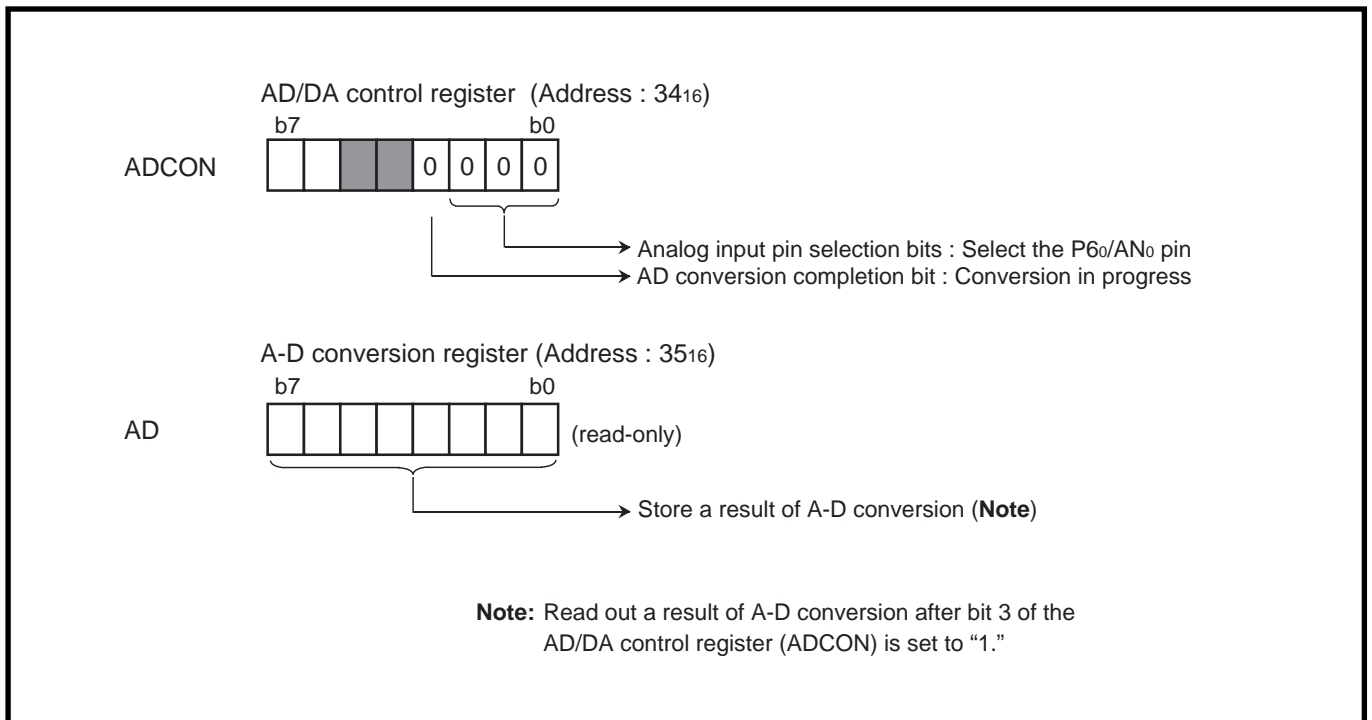 AD/DA control register (Address : 3416)
b7 b0
ADCON 0 0 0 0
Analog input pin selection bits : Select the P60/AN0 pin
AD conversion completion bit : Conversion in progress
A-D conversion register (Address : 3516)
b7 b0
AD (read-only)
Store a result of A-D conversion (Note)
Note: Read out a result of A-D conversion after bit 3 of the
AD/DA control register (ADCON) is set to “1.”